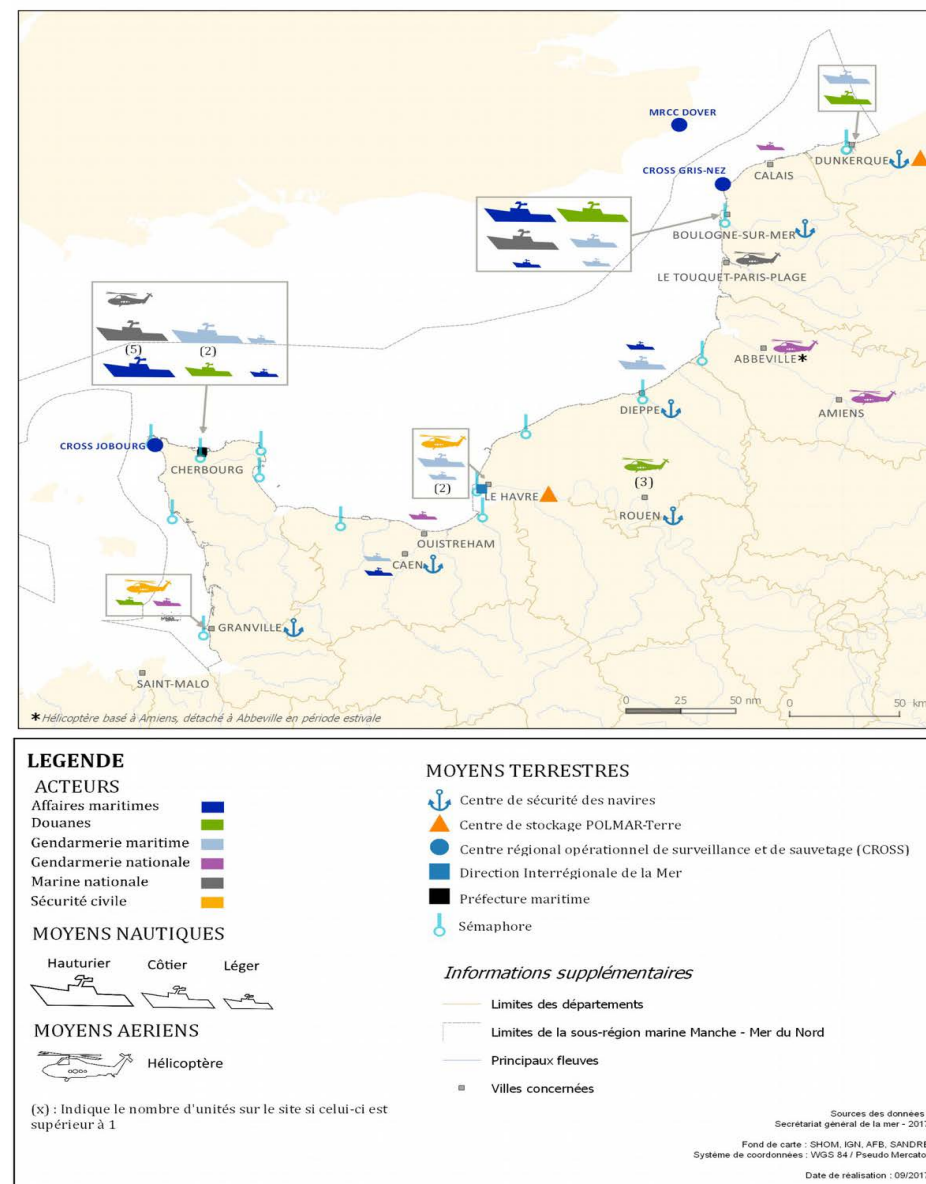 MRCC DOVER
DUNKERQUE
CALAIS
CROSS GRIS-NEZ
BOULOGNE-SUR-MER
LE TOUQUET-PARIS-PLAGE
(5)
(2)
ABBEVILLE*
AMIENS
DIEPPE
CROSS JOBOURG
CHERBOURG
(2)
LE HAVRE
(3)
ROUEN
OUISTREHAM
CAEN
GRANVILLE
SAINT-MALO
0 25 50 nm
0 50 km
*Hélicoptère basé à Amiens, détaché à Abbeville en période estivale
LEGENDE
ACTEURS
Affaires maritimes
Douanes
Gendarmerie maritime
Gendarmerie nationale
Marine nationale
Sécurité civile
MOYENS NAUTIQUES
Hauturier Côtier Léger
MOYENS AERIENS
Hélicoptère
(x) : Indique le nombre d'unités sur le site si celui-ci est
supérieur à 1
MOYENS TERRESTRES
Centre de sécurité des navires
Centre de stockage POLMAR-Terre
Centre régional opérationnel de surveillance et de sauvetage (CROSS)
Direction Interrégionale de la Mer
Préfecture maritime
Sémaphore
Informations supplémentaires
Limites des départements
Limites de la sous-région marine Manche - Mer du Nord
Principaux fleuves
Villes concernées
Sources des données
Secrétariat général de la mer - 2017
Fond de carte : SHOM, IGN, AFB, SANDRE
Système de coordonnées : WGS 84 / Pseudo Mercato
Date de réalisation : 09/2017